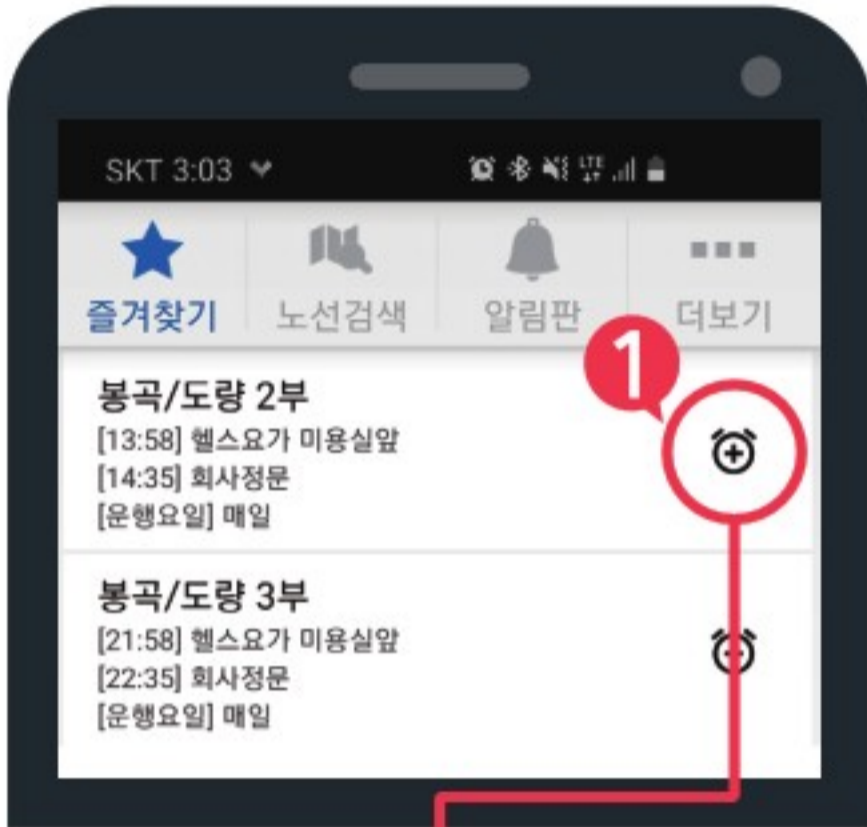 SKT 3:03
LTE
즐겨찾기 노선검색 알림판 더보기
1
봉곡/도량 2부
[13:58] 헬스요가 미용실앞
[14:35] 회사정문
[운행요일] 매일
봉곡/도량 3부
[21:58] 헬스요가 미용실앞
[22:35] 회사정문
[운행요일] 매일